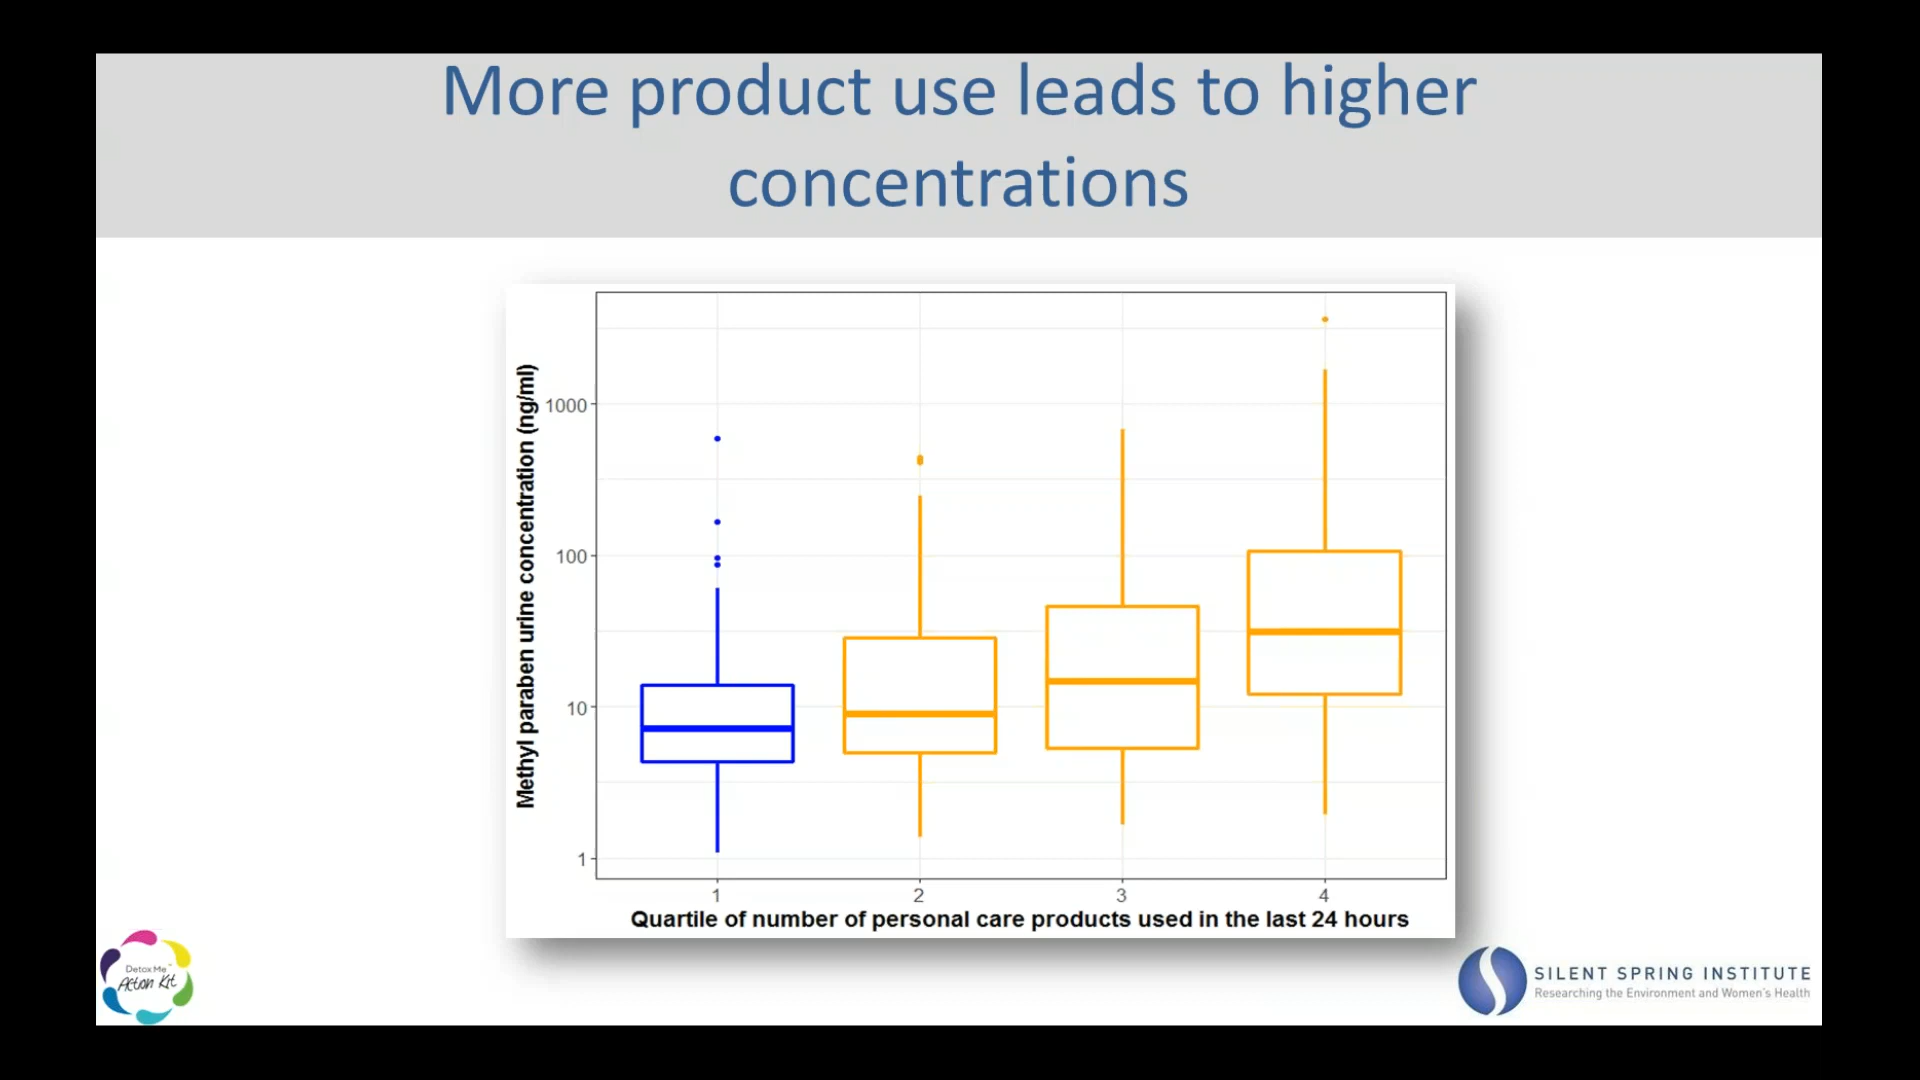 More product use leads to higher
concentrations
Methyl paraben urine concentration (ng/ml)
1000
100
10
1
1
2
3
4
Quartile of number of personal care products used in the last 24 hours
Detox Me™
Action Kit
SILENT SPRING INSTITUTE
Researching the Environment and Women's Health